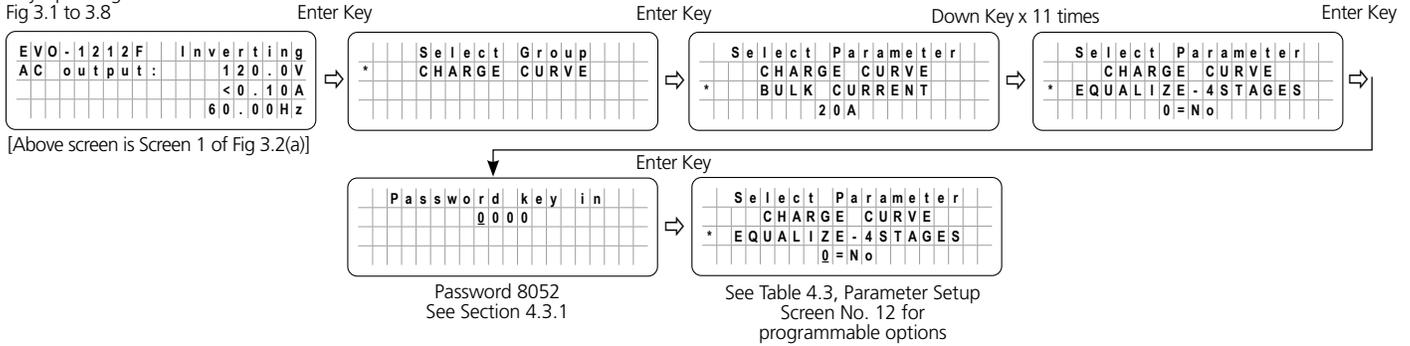 Fig 3.1 to 3.8
Enter Key
Enter Key
Down Key x 11 times
Enter Key
EVO-1212F Inverting
AC output: 120.0V
<0.10A
60.00Hz
[Above screen is Screen 1 of Fig 3.2(a)]
Select Group
* CHARGE CURVE
Select Parameter
CHARGE CURVE
* BULK CURRENT
20A
Select Parameter
CHARGE CURVE
* EQUALIZE-4STAGES
0=No
Enter Key
Password key in
0000
Password 8052
See Section 4.3.1
Select Parameter
CHARGE CURVE
* EQUALIZE-4STAGES
0=No
See Table 4.3, Parameter Setup
Screen No. 12 for
programmable options